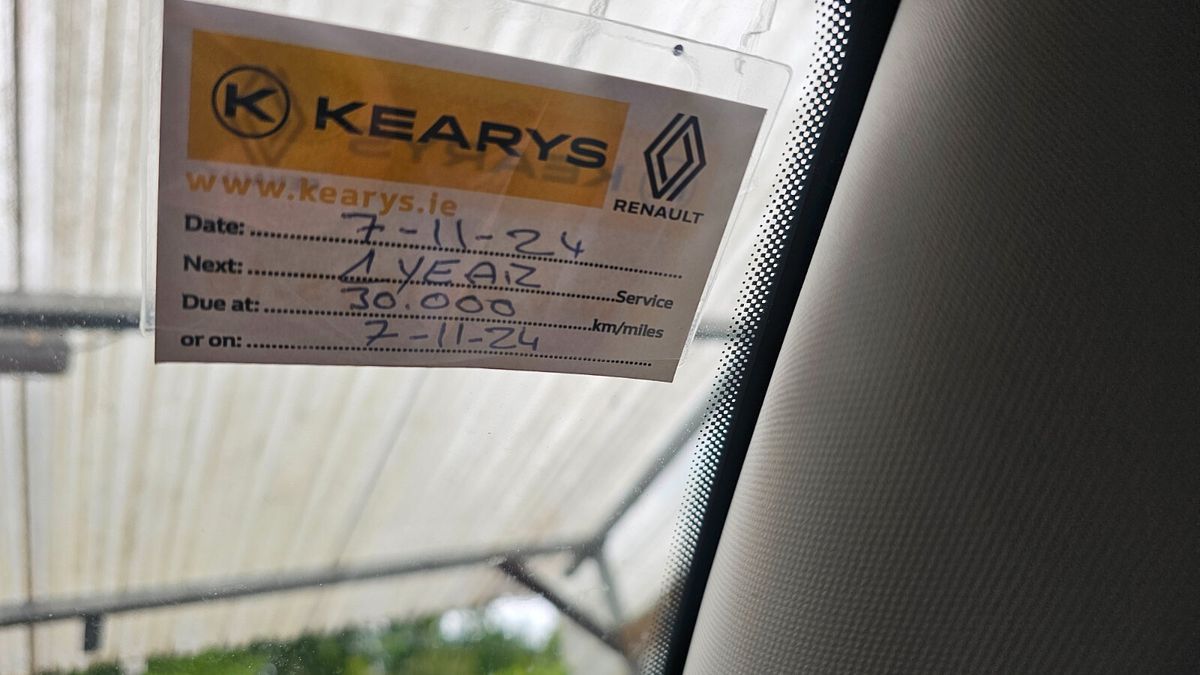 K KEARYS
RENAULT
www.kearys.ie
Date: 7-11-24
Next: 1 YEAR Service
Due at: 30.000 km/miles
or on: 7-11-24